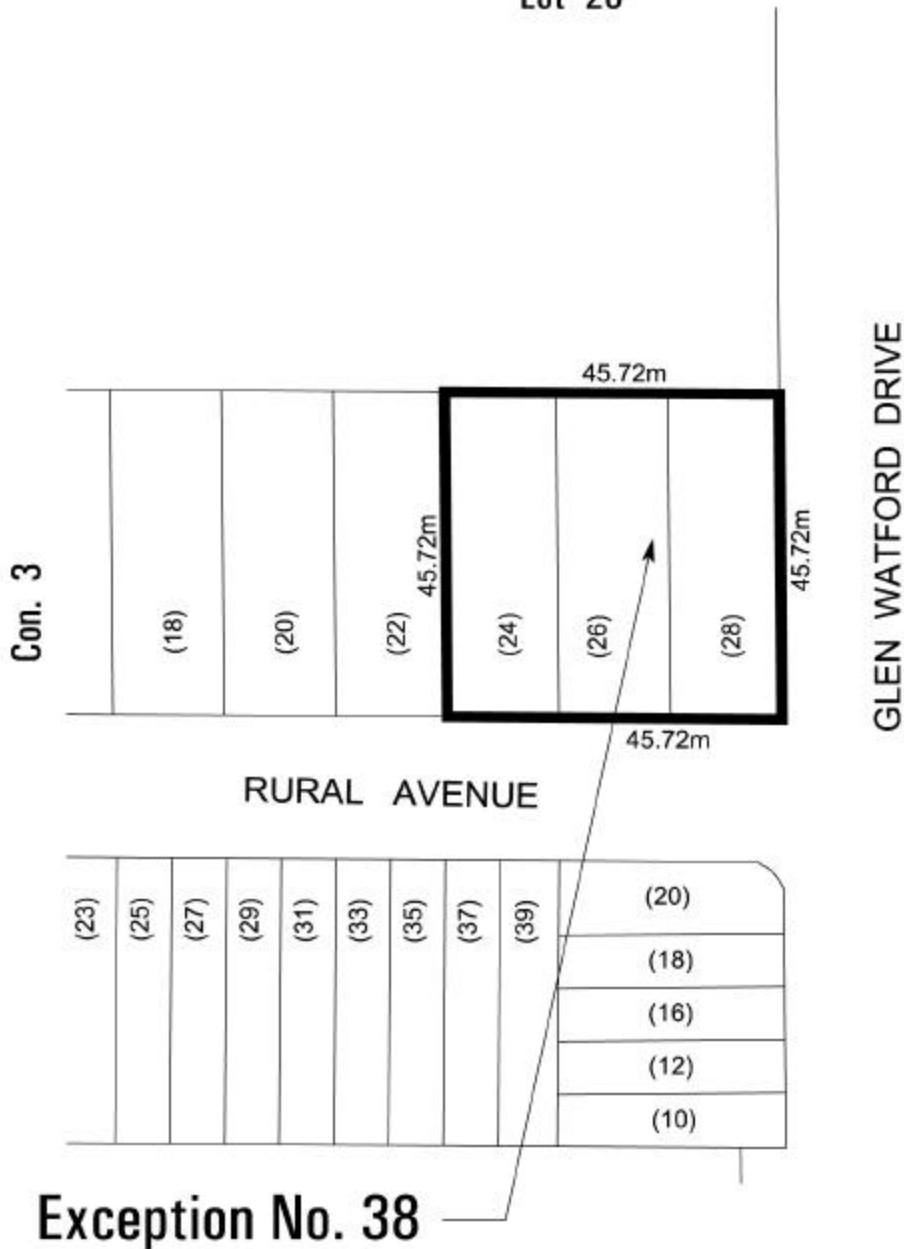 Lot
45.72m
GLEN WATFORD DRIVE
Con. 3
45.72m
45.72m
(18)
(20)
(22)
(24)
(26)
(28)
45.72m
RURAL AVENUE
(23)
(25)
(27)
(29)
(31)
(33)
(35)
(37)
(39)
(20)
(18)
(16)
(12)
(10)
Exception No. 38